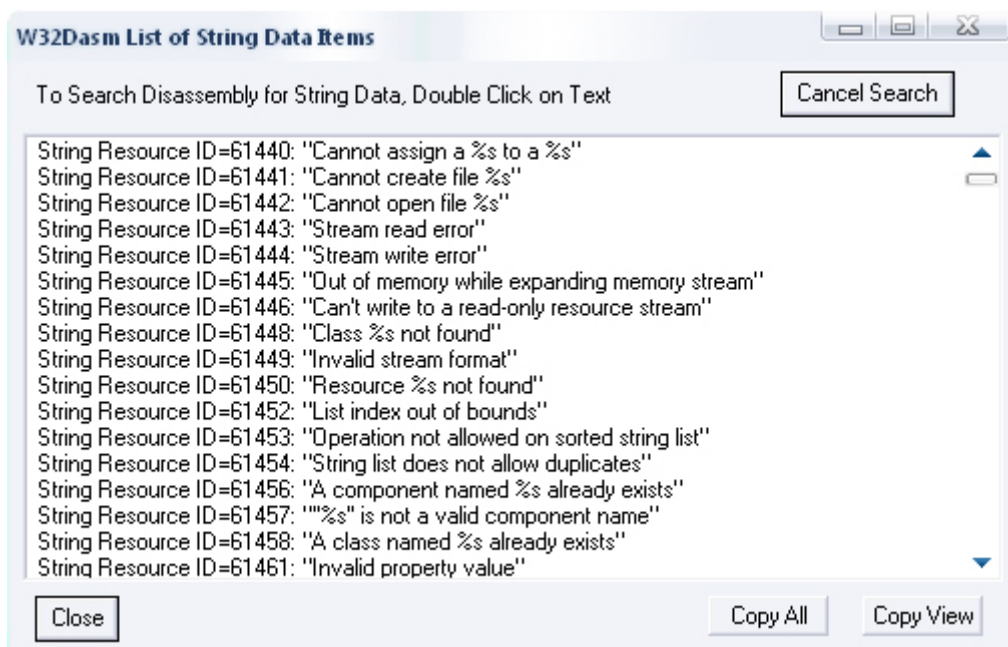 W32Dasm List of String Data Items
To Search Disassembly for String Data, Double Click on Text
Cancel Search
String Resource ID=61440: "Cannot assign a %s to a %s"
String Resource ID=61441: "Cannot create file %s"
String Resource ID=61442: "Cannot open file %s"
String Resource ID=61443: "Stream read error"
String Resource ID=61444: "Stream write error"
String Resource ID=61445: "Out of memory while expanding memory stream"
String Resource ID=61446: "Can't write to a read-only resource stream"
String Resource ID=61448: "Class %s not found"
String Resource ID=61449: "Invalid stream format"
String Resource ID=61450: "Resource %s not found"
String Resource ID=61452: "List index out of bounds"
String Resource ID=61453: "Operation not allowed on sorted string list"
String Resource ID=61454: "String list does not allow duplicates"
String Resource ID=61456: "A component named %s already exists"
String Resource ID=61457: ""%s" is not a valid component name"
String Resource ID=61458: "A class named %s already exists"
String Resource ID=61461: "Invalid property value"
Close
Copy All
Copy View